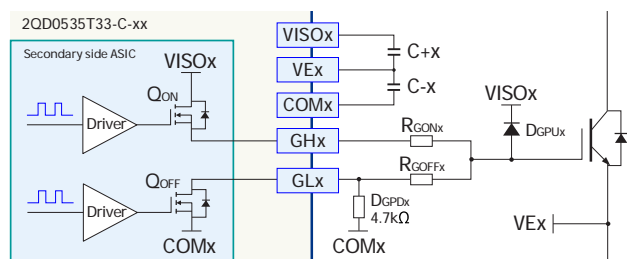 2QD0535T33-C-xx
Secondary side ASIC
VISOx
QON
Driver
QOFF
Driver
COMx
VISOx
VEx
COMx
GHx
GLx
C+x
C-x
RGONx
RGOFFx
DGPDx
4.7kΩ
COMx
VISOx
DGPUx
VEx